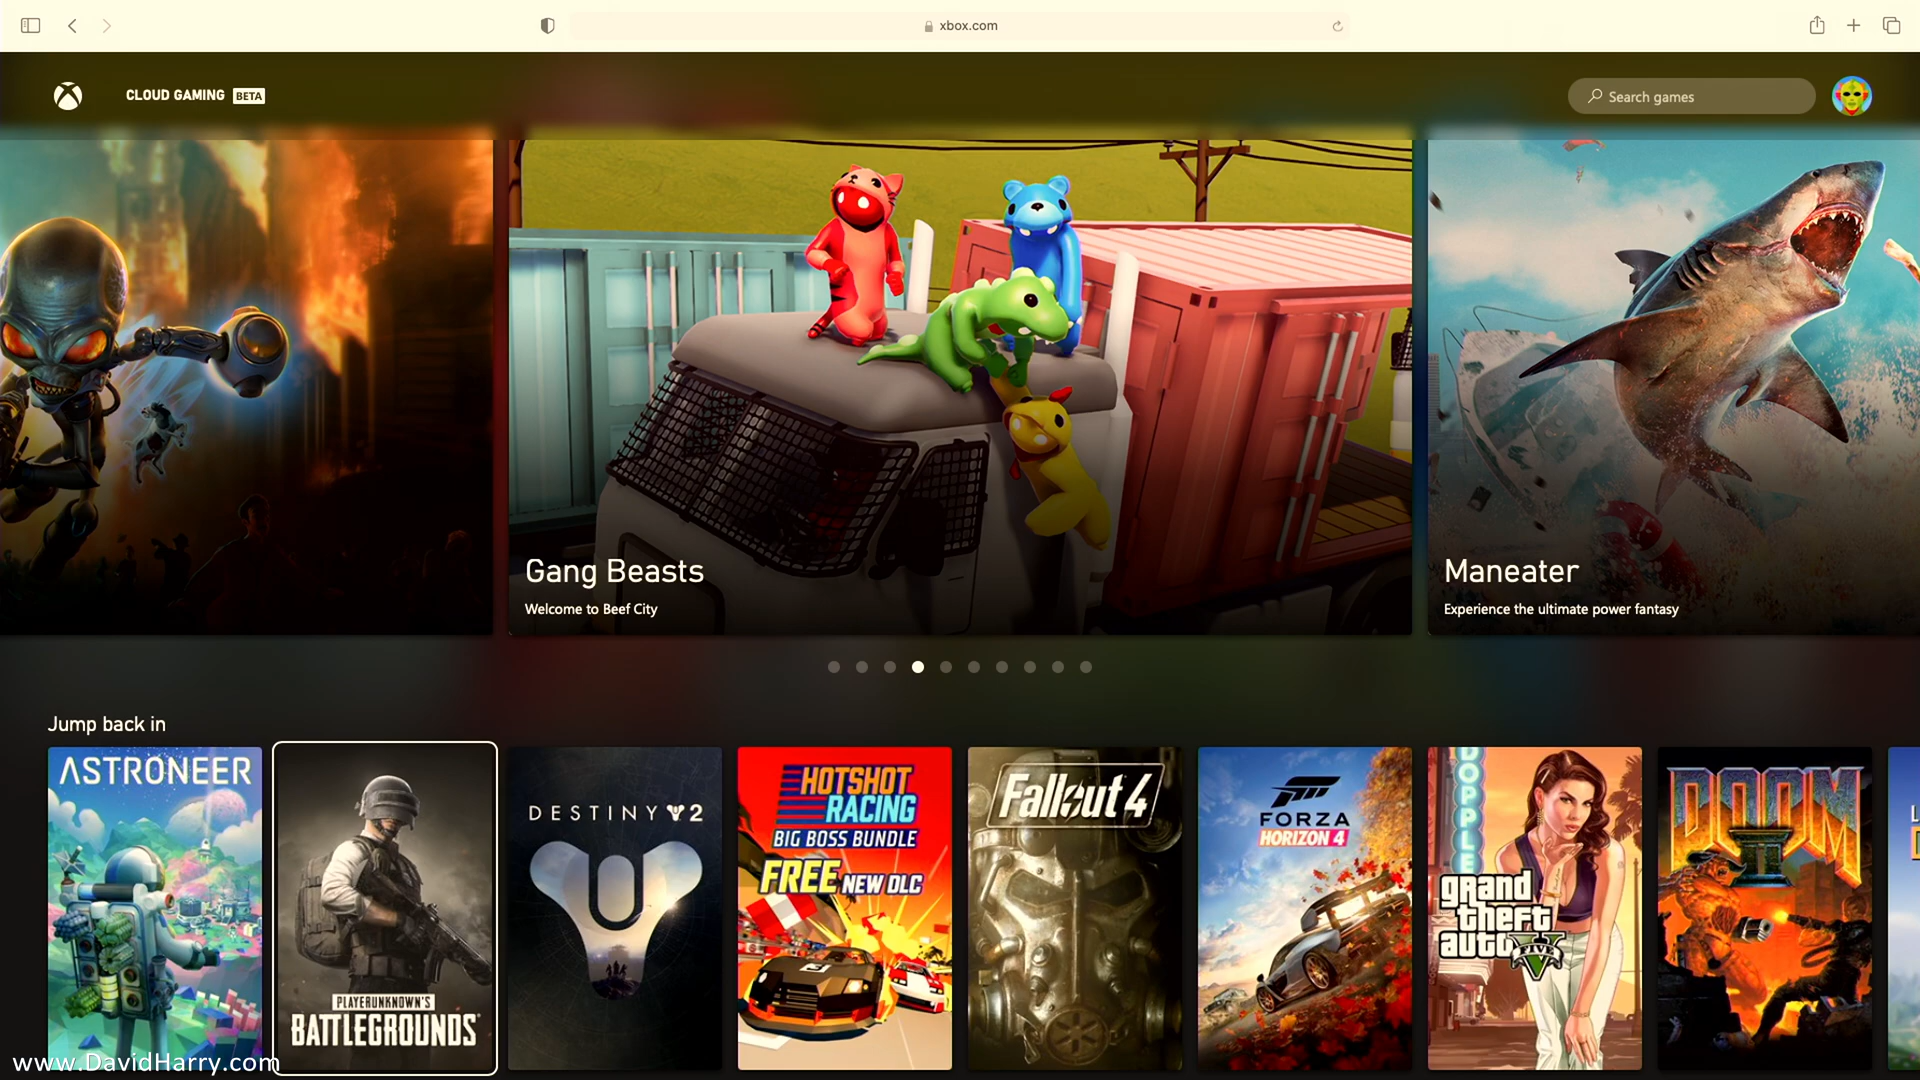 xbox.com
CLOUD GAMING BETA
Search games
Gang Beasts
Welcome to Beef City
Maneater
Experience the ultimate power fantasy
Jump back in
ASTRONEER
PLAYERUNKNOWN'S
BATTLEGROUNDS
DESTINY 2
HOTSHOT
RACING
BIG BOSS BUNDLE
FREE NEW DLC
Fallout 4
FORZA
HORIZON 4
DOPPLE
grand
theft
auto
FIVE
DOOM
II
www.DavidHarry.com